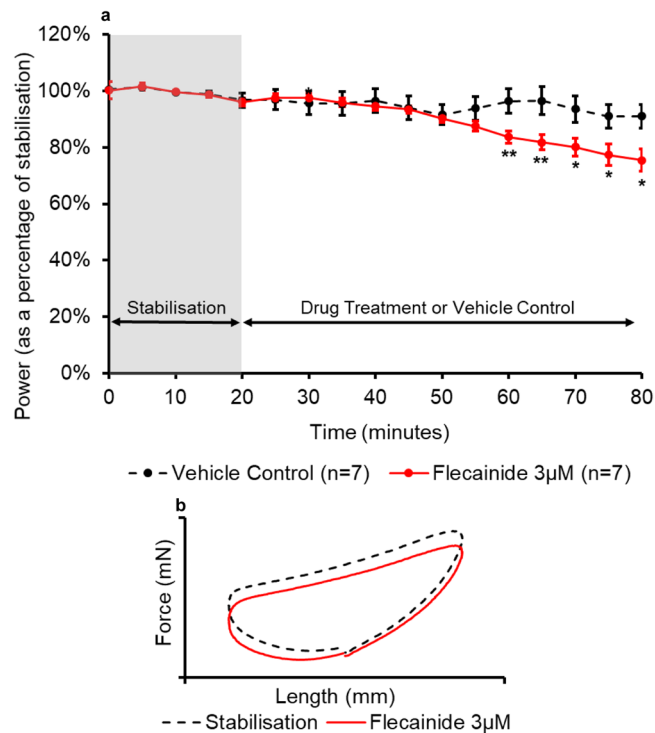 a
120%
100%
80%
60%
40%
20%
0%
Power (as a percentage of stabilisation)
** ** * * *
Stabilisation Drug Treatment or Vehicle Control
0 10 20 30 40 50 60 70 80
Time (minutes)
Vehicle Control (n=7) Flecainide 3µM (n=7)
b
Force (mN)
Length (mm)
Stabilisation Flecainide 3µM